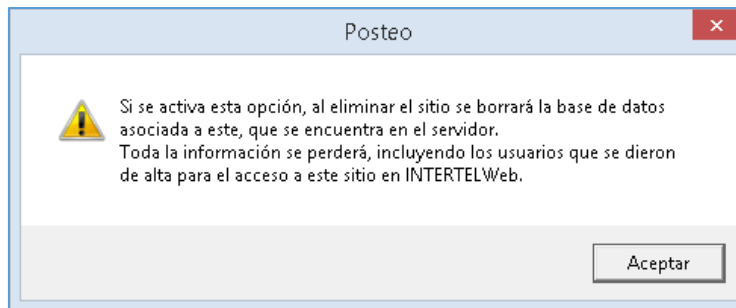 Posteo
Si se activa esta opción, al eliminar el sitio se borrará la base de datos
asociada a este, que se encuentra en el servidor.
Toda la información se perderá, incluyendo los usuarios que se dieron
de alta para el acceso a este sitio en INTERTELWeb.
Aceptar